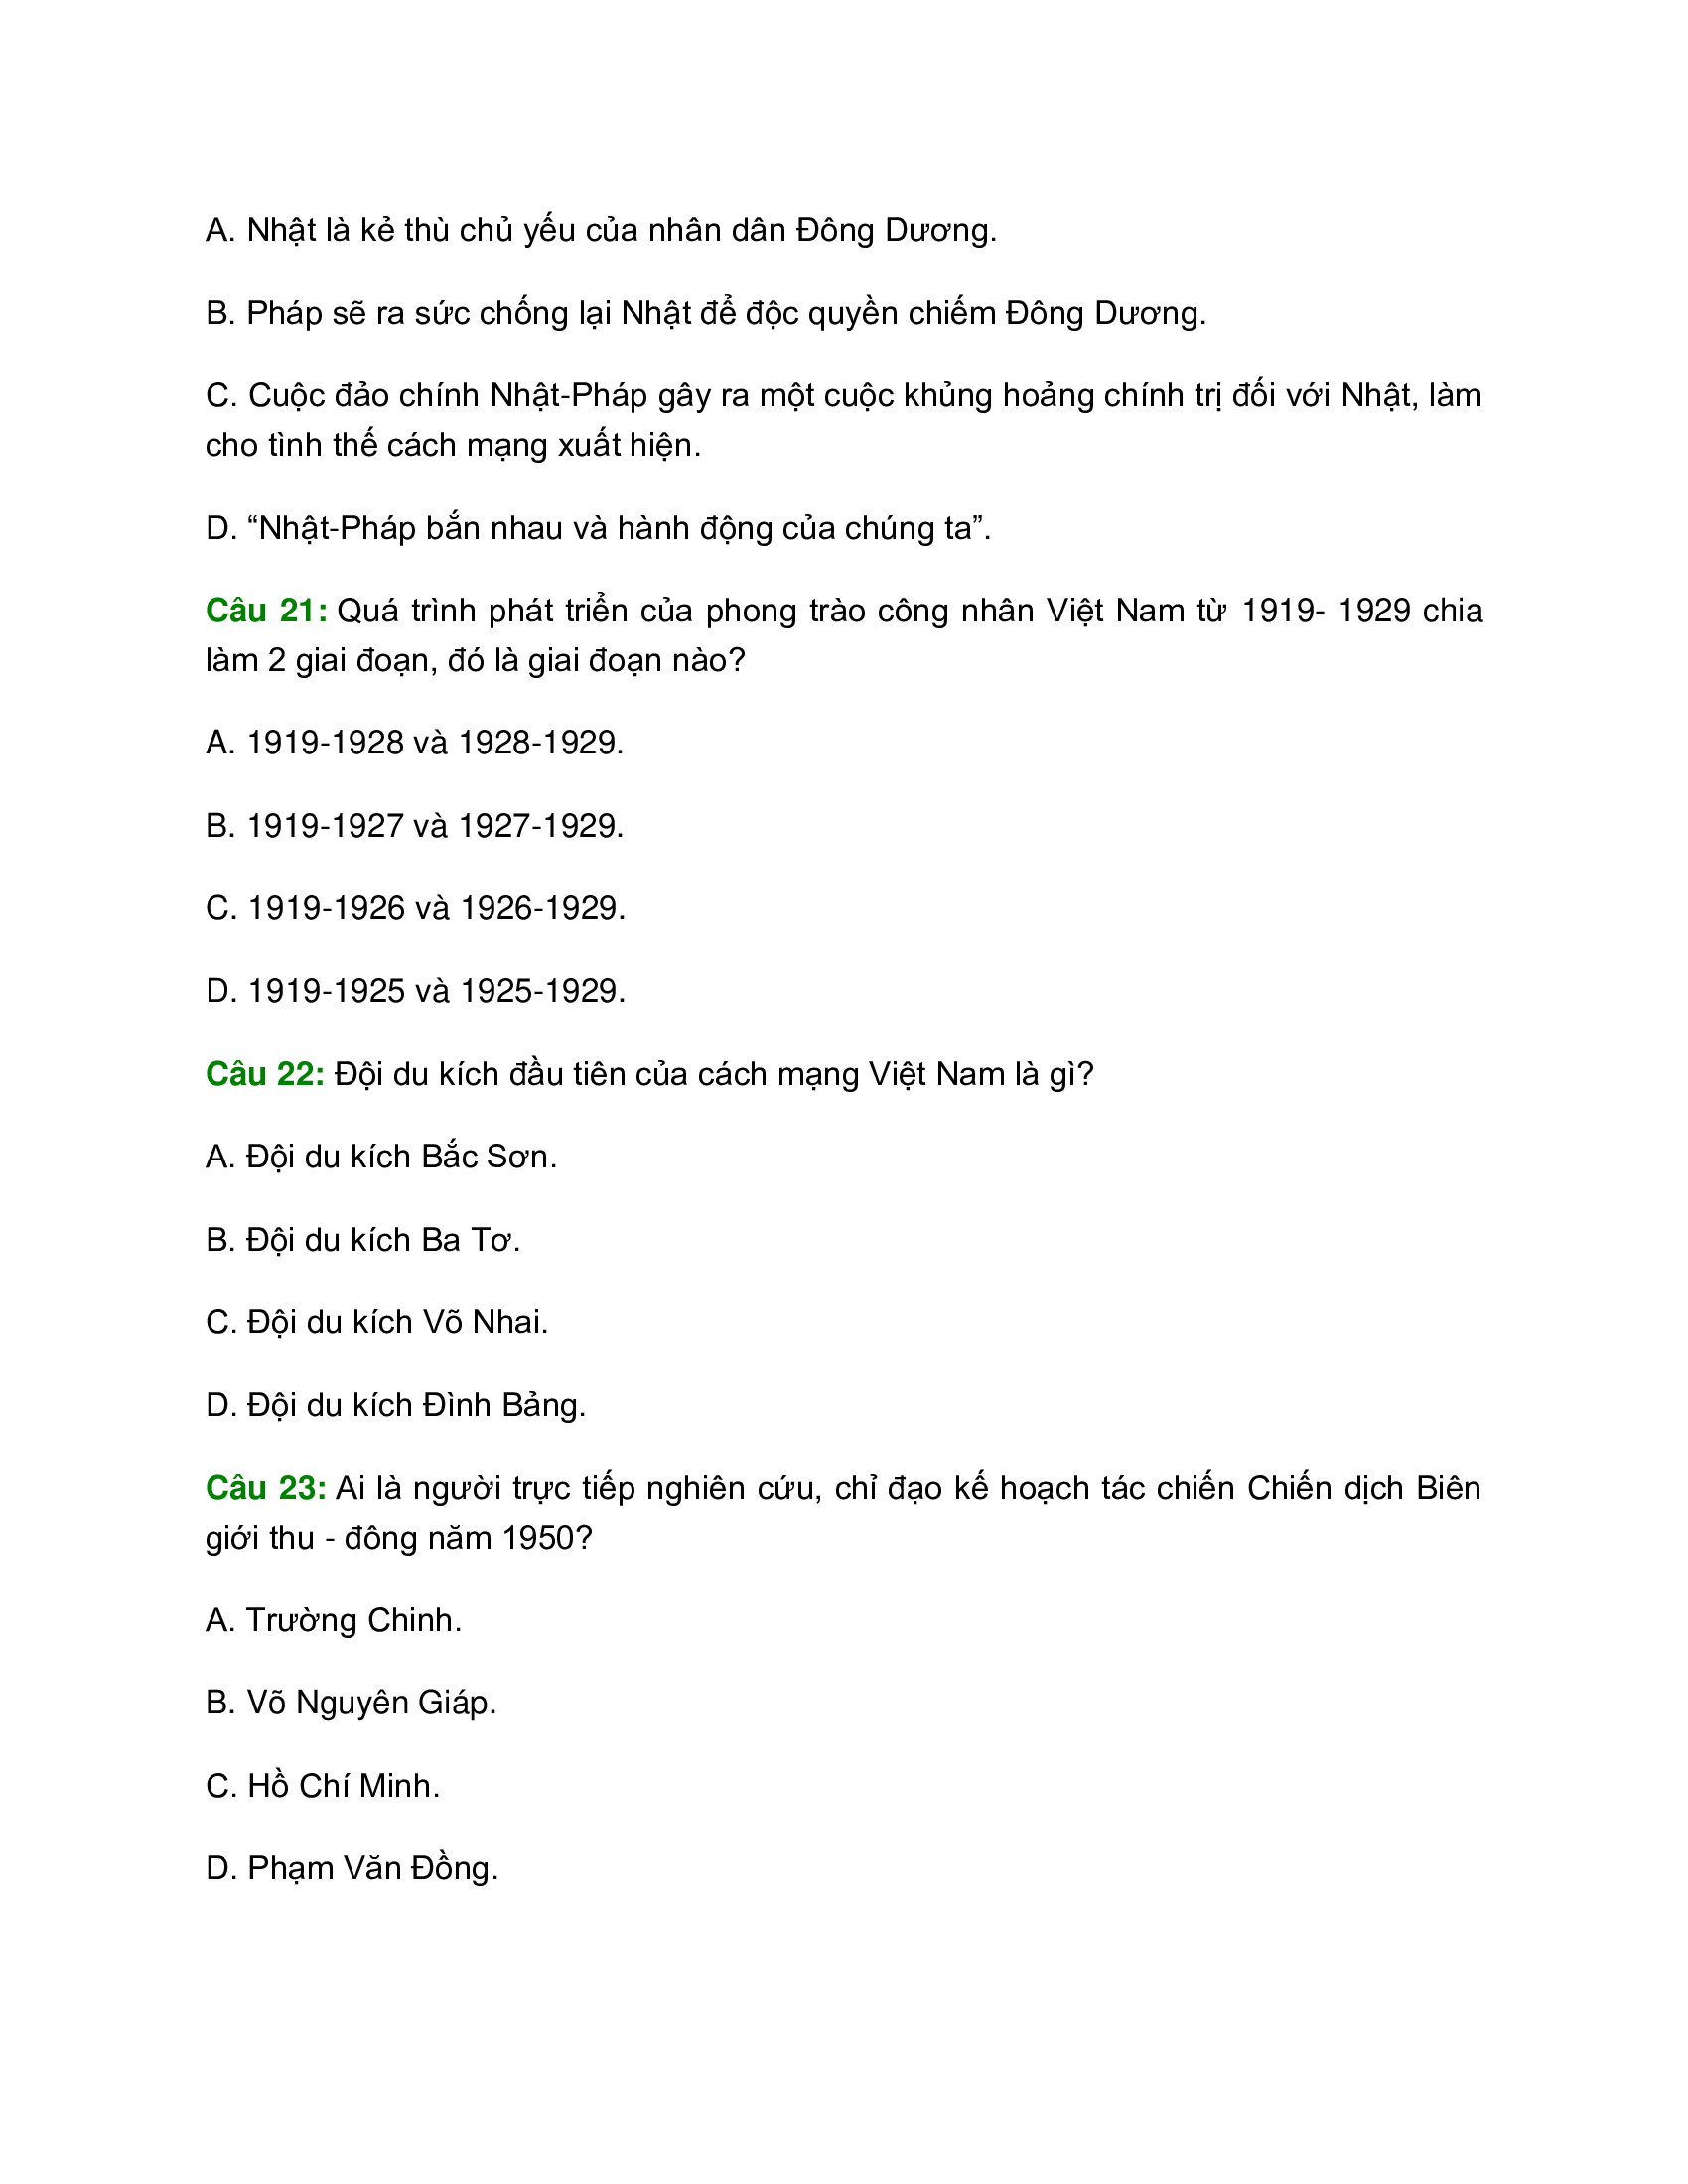 A. Nhật là kẻ thù chủ yếu của nhân dân Đông Dương.
B. Pháp sẽ ra sức chống lại Nhật để độc quyền chiếm Đông Dương.
C. Cuộc đảo chính Nhật-Pháp gây ra một cuộc khủng hoảng chính trị đối với Nhật, làm
cho tình thế cách mạng xuất hiện.
D. “Nhật-Pháp bắn nhau và hành động của chúng ta”.
Câu 21: Quá trình phát triển của phong trào công nhân Việt Nam từ 1919- 1929 chia
làm 2 giai đoạn, đó là giai đoạn nào?
A. 1919-1928 và 1928-1929.
B. 1919-1927 và 1927-1929.
C. 1919-1926 và 1926-1929.
D. 1919-1925 và 1925-1929.
Câu 22: Đội du kích đầu tiên của cách mạng Việt Nam là gì?
A. Đội du kích Bắc Sơn.
B. Đội du kích Ba Tơ.
C. Đội du kích Võ Nhai.
D. Đội du kích Đình Bảng.
Câu 23: Ai là người trực tiếp nghiên cứu, chỉ đạo kế hoạch tác chiến Chiến dịch Biên
giới thu - đông năm 1950?
A. Trường Chinh.
B. Võ Nguyên Giáp.
C. Hồ Chí Minh.
D. Phạm Văn Đồng.